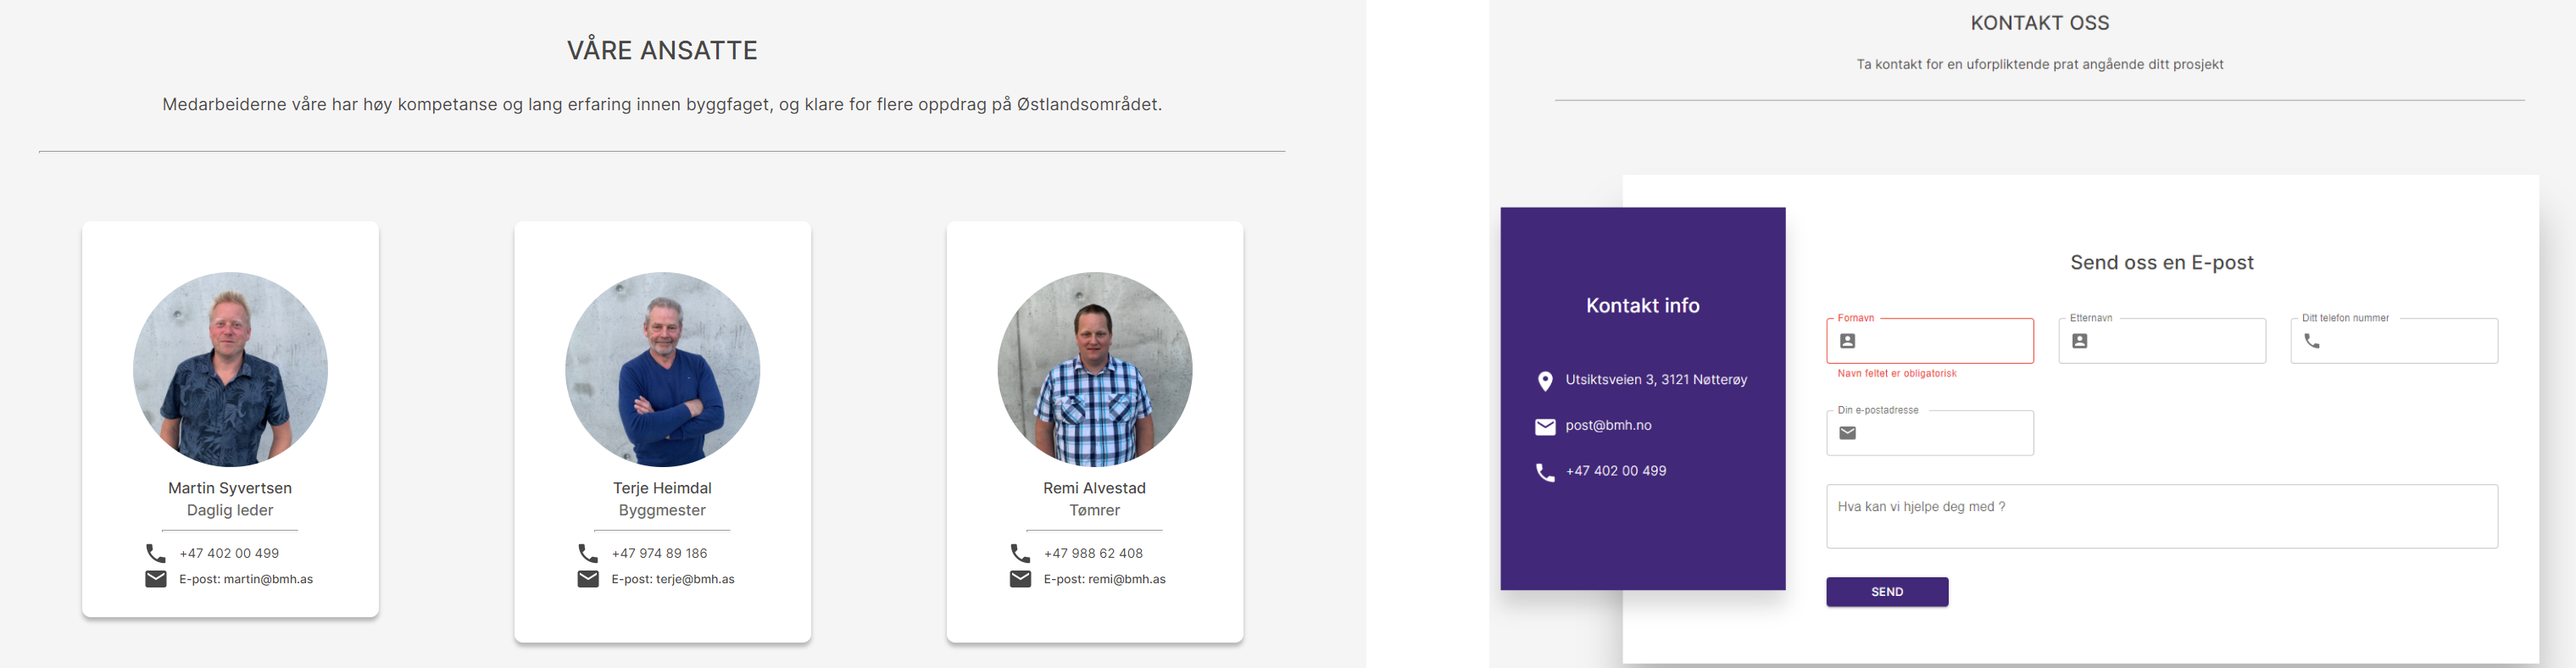 VÅRE ANSATTE
Medarbeiderne våre har høy kompetanse og lang erfaring innen byggfaget, og klare for flere oppdrag på Østlandsområdet.
Martin Syvertsen
Daglig leder
+47 402 00 499
E-post: martin@bmh.as
Terje Heimdal
Byggmester
+47 974 89 186
E-post: terje@bmh.as
Remi Alvestad
Tømrer
+47 988 62 408
E-post: remi@bmh.as
KONTAKT OSS
Ta kontakt for en uforpliktende prat angående ditt prosjekt
Kontakt info
Utsiktsveien 3, 3121 Nøtterøy
post@bmh.no
+47 402 00 499
Send oss en E-post
Fornavn
Navn feltet er obligatorisk
Etternavn
Ditt telefon nummer
Din e-postadresse
Hva kan vi hjelpe deg med ?
SEND